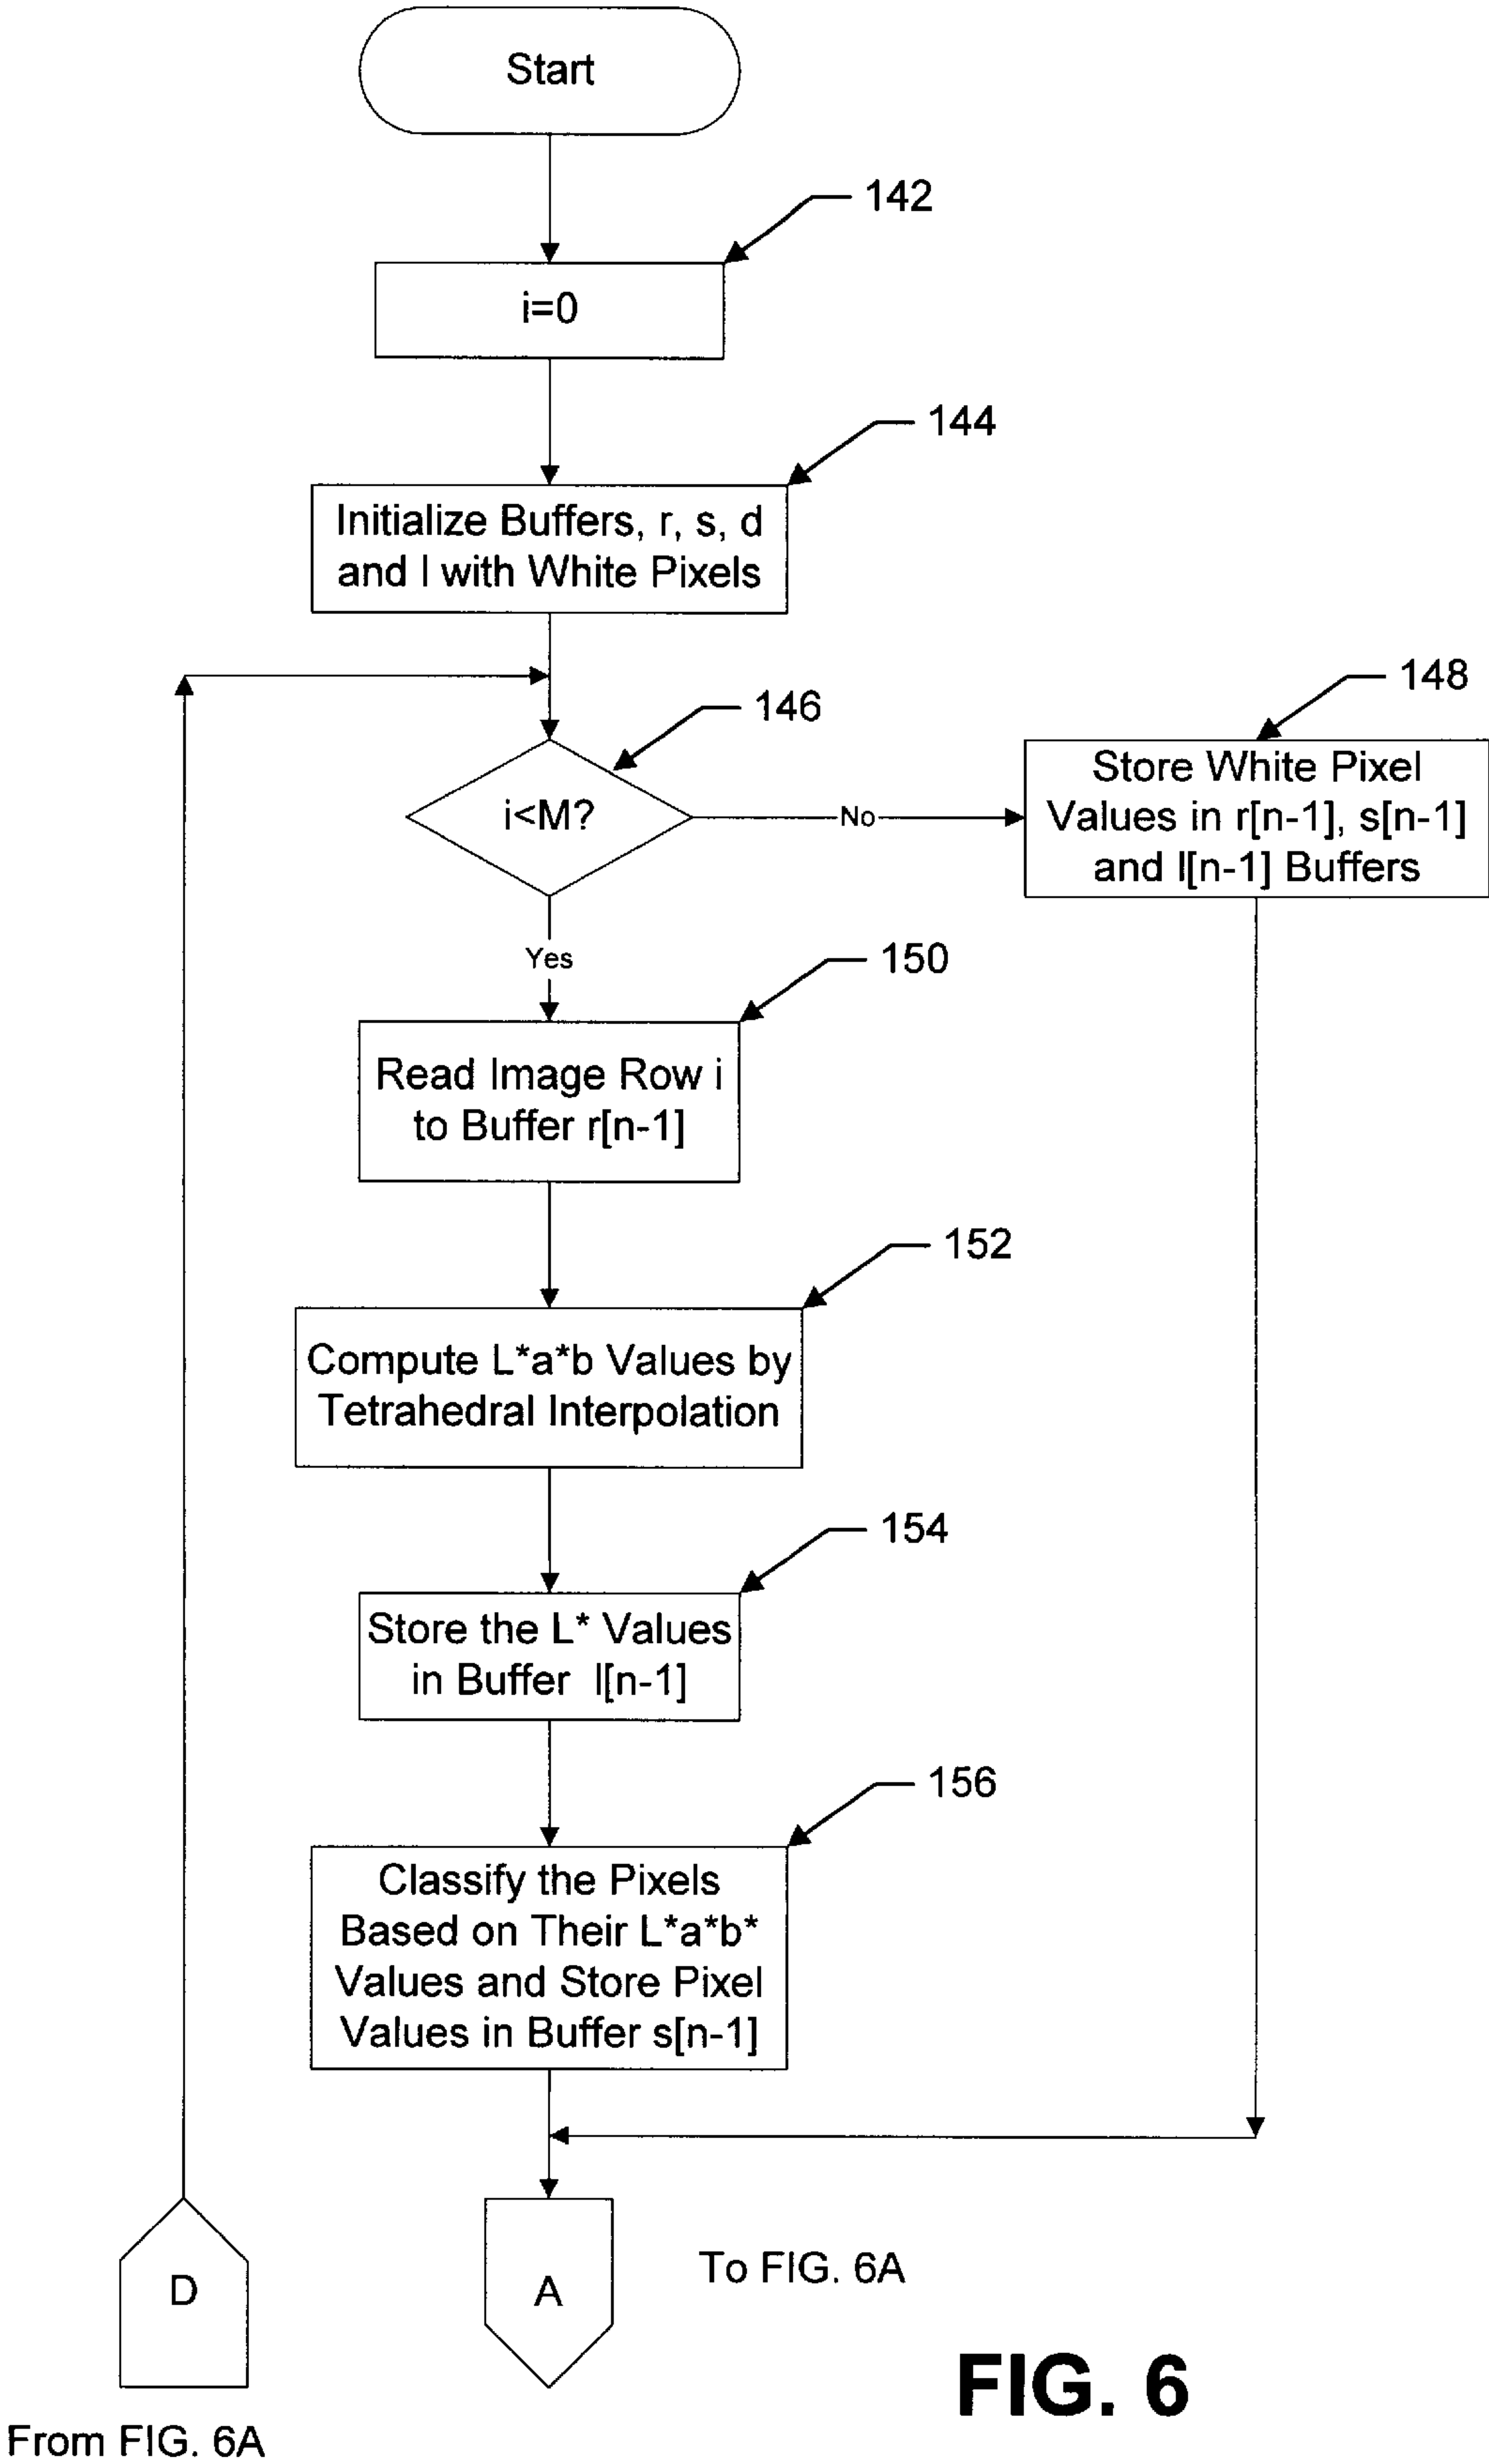 Start
142
i=0
144
Initialize Buffers, r, s, d
and l with White Pixels
146
148
i<M?
No
Store White Pixel
Values in r[n-1], s[n-1]
and l[n-1] Buffers
Yes
150
Read Image Row i
to Buffer r[n-1]
152
Compute L*a*b Values by
Tetrahedral Interpolation
154
Store the L* Values
in Buffer l[n-1]
156
Classify the Pixels
Based on Their L*a*b*
Values and Store Pixel
Values in Buffer s[n-1]
D
A
To FIG. 6A
From FIG. 6A
FIG. 6